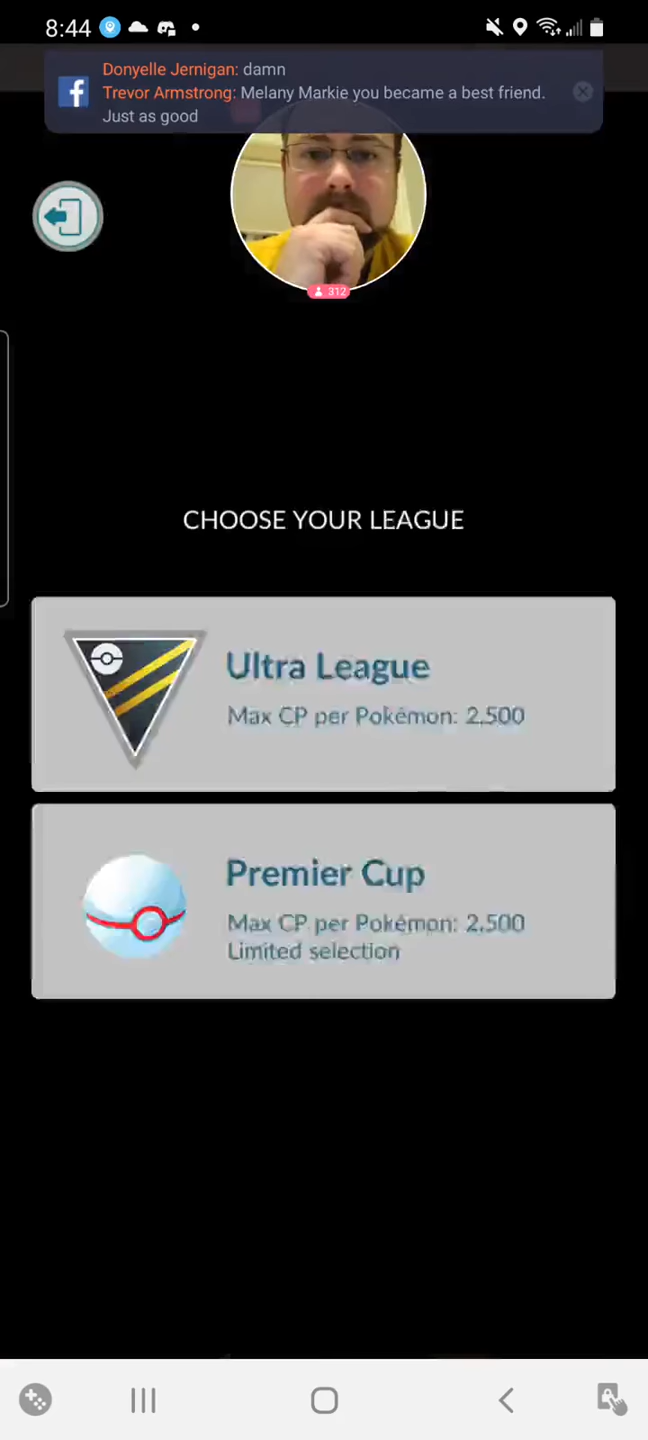 8:44
Donyelle Jernigan: damn
Trevor Armstrong: Melany Markie you became a best friend.
Just as good
312
CHOOSE YOUR LEAGUE
Ultra League
Max CP per Pokémon: 2,500
Premier Cup
Max CP per Pokémon: 2,500
Limited selection